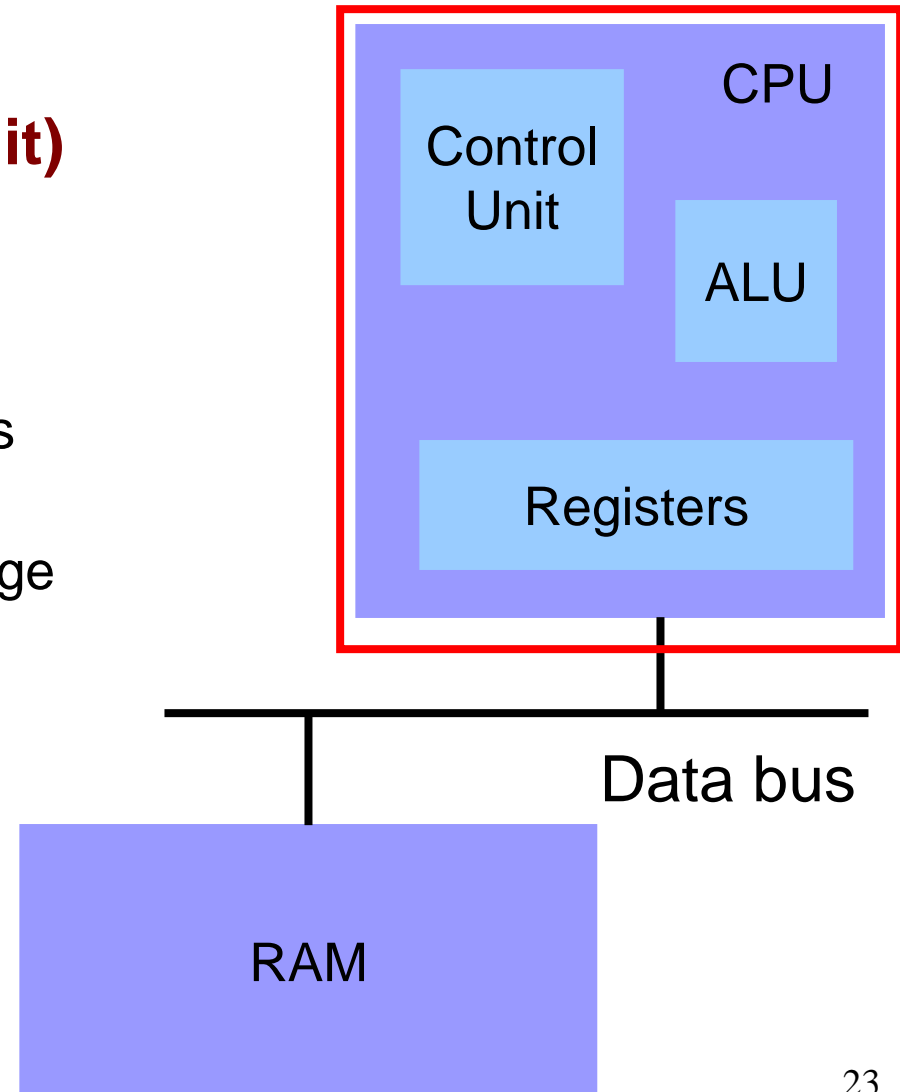 it)
s
ge
CPU
Control
Unit
ALU
Registers
Data bus
RAM
23